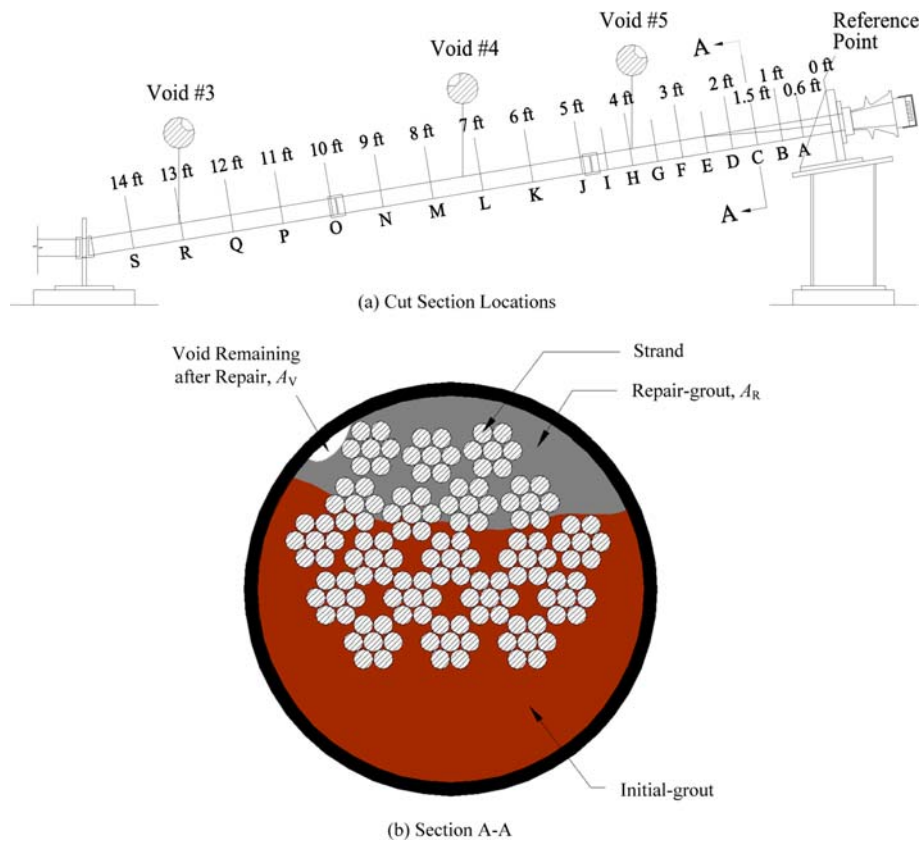 Reference
Point
A
Void #5
Void #4
Void #3
0 ft
0.6 ft
1 ft
1.5 ft
2 ft
3 ft
4 ft
5 ft
6 ft
7 ft
8 ft
9 ft
10 ft
11 ft
12 ft
13 ft
14 ft
S R Q P O N M L K J I H G F E D C B A
A
(a) Cut Section Locations
Void Remaining
after Repair, AV
Strand
Repair-grout, AR
Initial-grout
(b) Section A-A